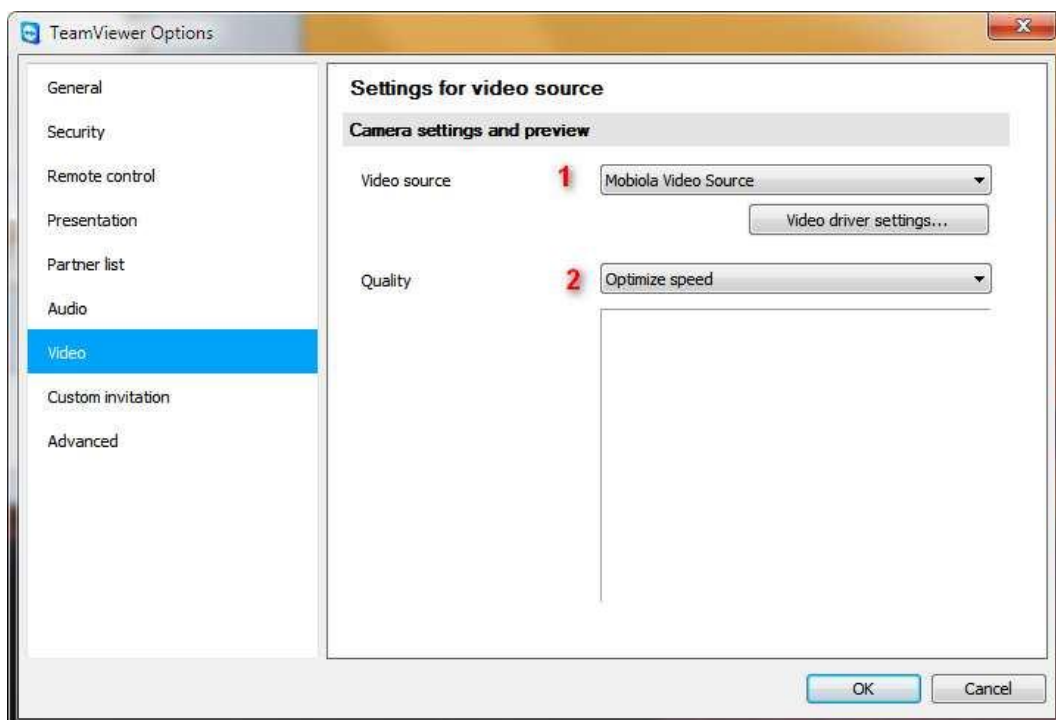 TeamViewer Options
General
Security
Remote control
Presentation
Partner list
Audio
Video
Custom invitation
Advanced
Settings for video source
Camera settings and preview
Video source 1 Mobiola Video Source
Video driver settings...
Quality 2 Optimize speed
OK Cancel